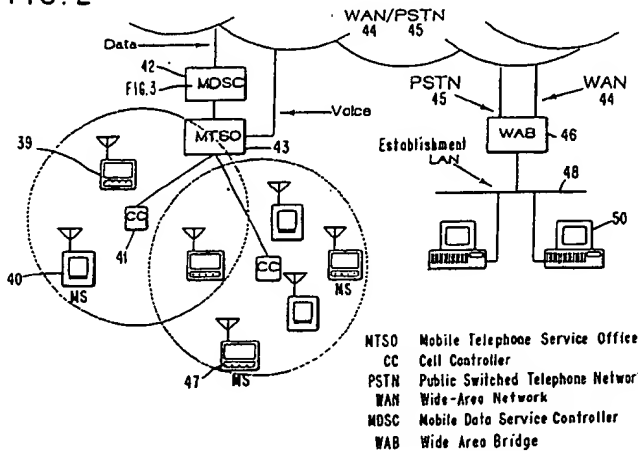 FIG. 2
WAN/PSTN
44 45
Data
42
MDSC
FIG.3
Voice
MTSO
43
PSTN
45
WAN
44
WAB
46
Establishment
LAN
48
39
CC
41
40
MS
CC
MS
47
MS
50
MTSO Mobile Telephone Service Office
CC Cell Controller
PSTN Public Switched Telephone Networ
WAN Wide-Area Network
MDSC Mobile Data Service Controller
WAB Wide Area Bridge